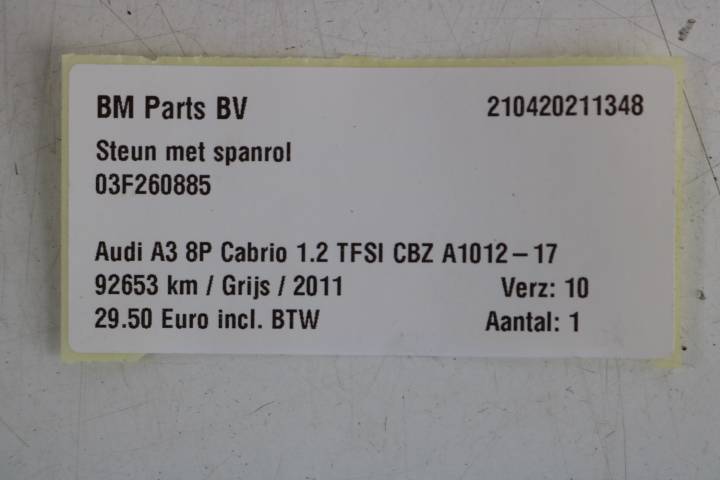 BM Parts BV 210420211348
Steun met spanrol
03F260885
Audi A3 8P Cabrio 1.2 TFSI CBZ A1012-17
92653 km / Grijs / 2011 Verz: 10
29.50 Euro incl. BTW Aantal: 1